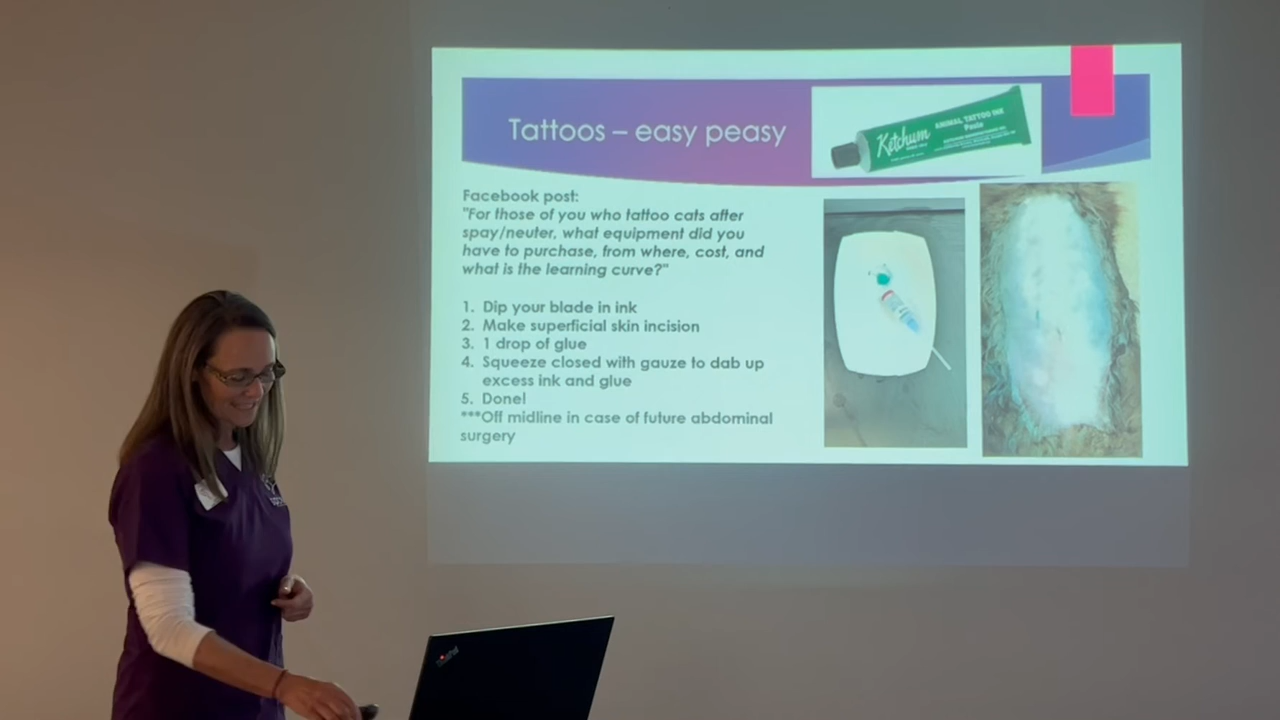 Tattoos – easy peasy
Ketchum
ANIMAL TATTOO INK
Paste
Facebook post:
"For those of you who tattoo cats after
spay/neuter, what equipment did you
have to purchase, from where, cost, and
what is the learning curve?"
1. Dip your blade in ink
2. Make superficial skin incision
3. 1 drop of glue
4. Squeeze closed with gauze to dab up
excess ink and glue
5. Done!
***Off midline in case of future abdominal
surgery
ThinkPad